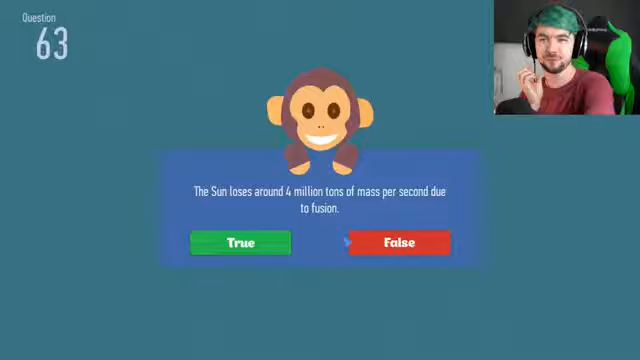 Question
63
The Sun loses around 4 million tons of mass per second due
to fusion.
True
False